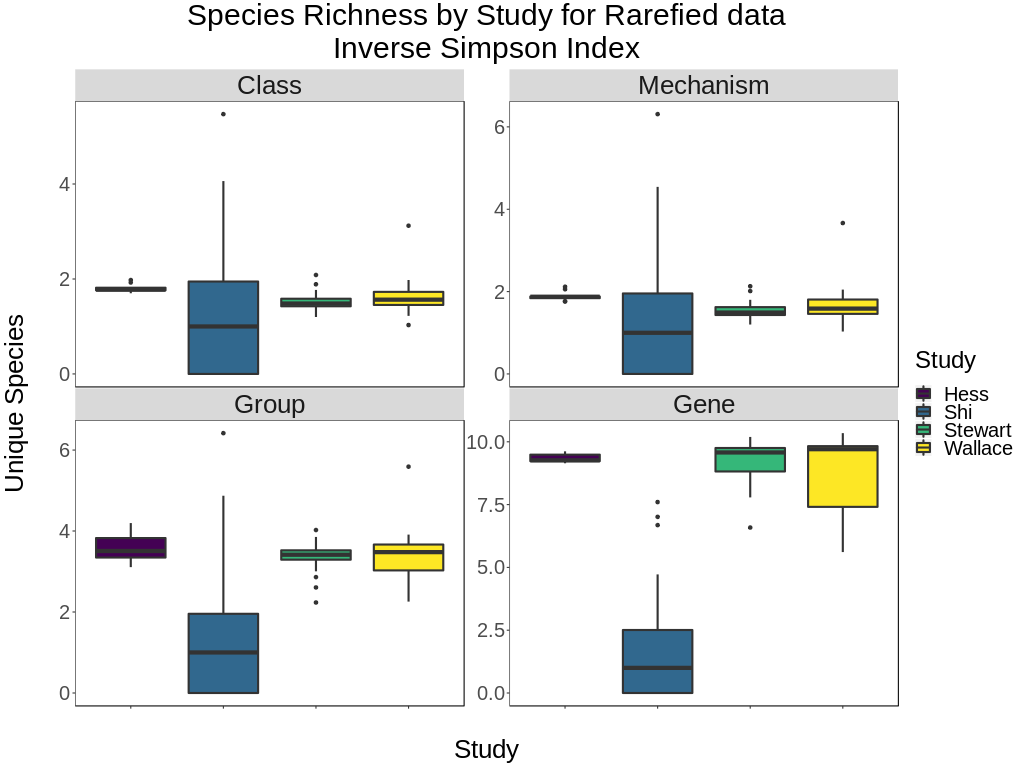 Species Richness by Study for Rarefied data
Inverse Simpson Index
Class
Mechanism
4
2
0
6
4
2
0
Group
Gene
6
4
2
0
10.0
7.5
5.0
2.5
0.0
Unique Species
Study
Study
Hess
Shi
Stewart
Wallace